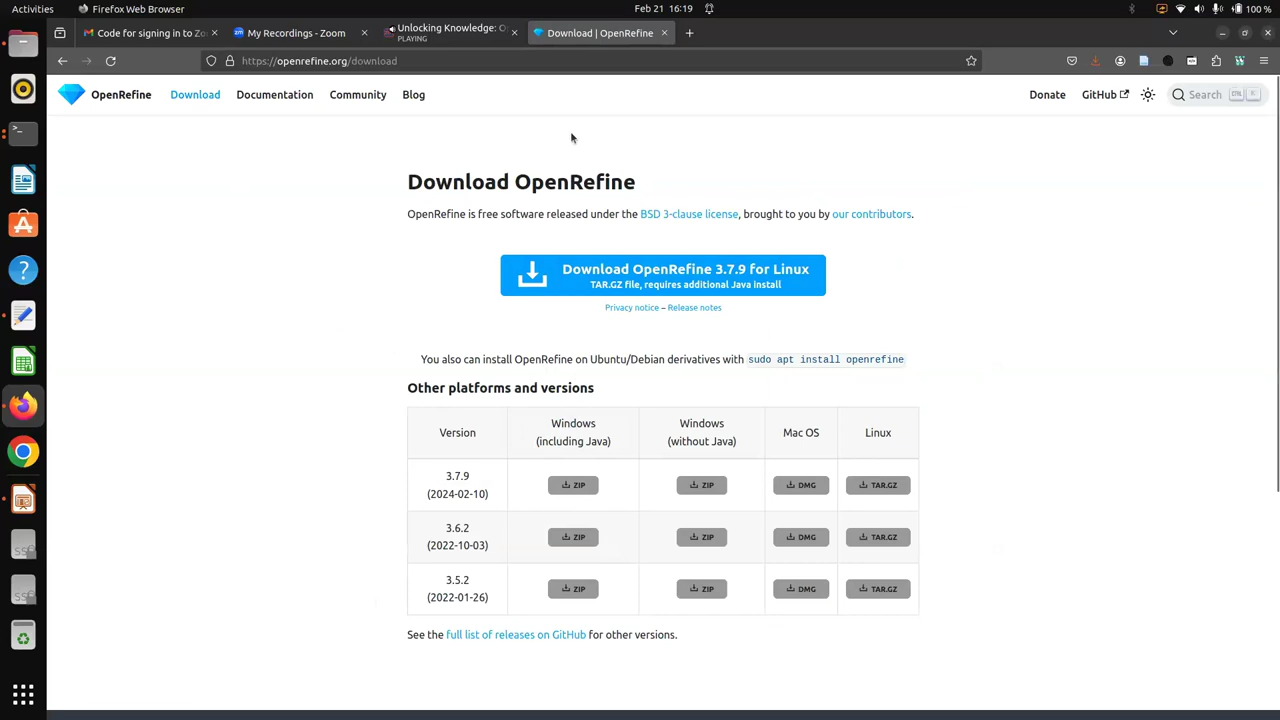 Activities Firefox Web Browser Feb 21 16:19 100 %
Code for signing in to Zo My Recordings - Zoom Unlocking Knowledge: O Download | OpenRefine
PLAYING
https://openrefine.org/download
OpenRefine Download Documentation Community Blog Donate GitHub Search CTRL K
Download OpenRefine
OpenRefine is free software released under the BSD 3-clause license, brought to you by our contributors.
Download OpenRefine 3.7.9 for Linux
TAR.GZ file, requires additional Java install
Privacy notice – Release notes
You also can install OpenRefine on Ubuntu/Debian derivatives with sudo apt install openrefine
Other platforms and versions
Version Windows (including Java) Windows (without Java) Mac OS Linux
3.7.9 (2024-02-10) ZIP ZIP DMG TAR.GZ
3.6.2 (2022-10-03) ZIP ZIP DMG TAR.GZ
3.5.2 (2022-01-26) ZIP ZIP DMG TAR.GZ
See the full list of releases on GitHub for other versions.